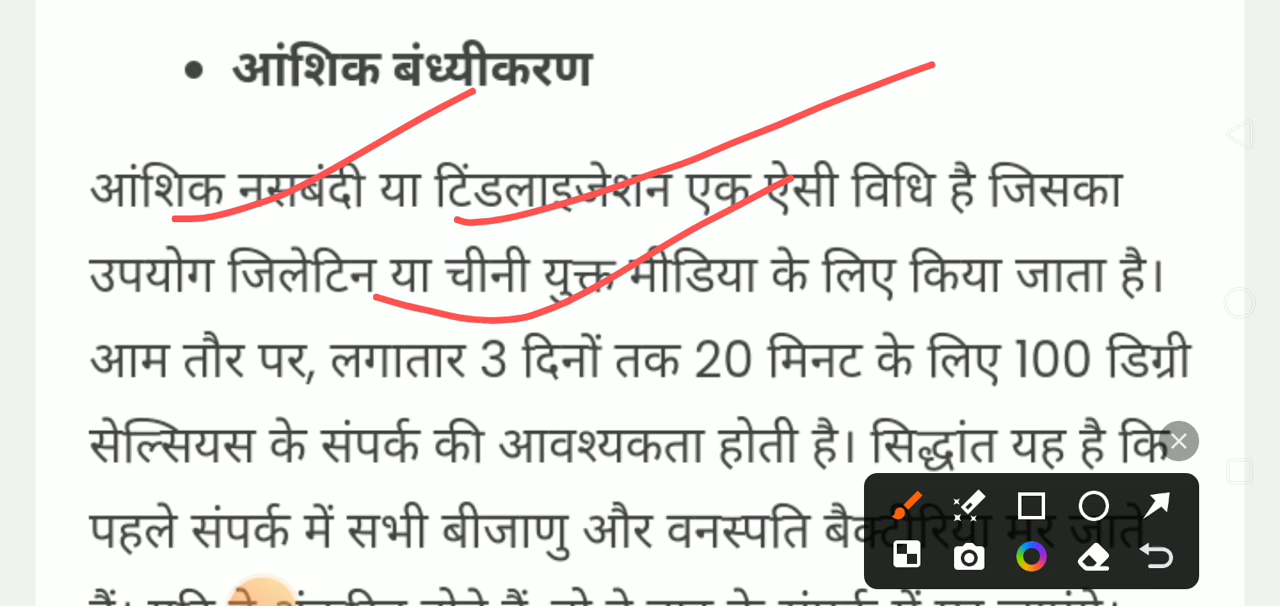 • आंशिक बंध्यीकरण
आंशिक नसबंदी या टिंडलाइजेशन एक ऐसी विधि है जिसका
उपयोग जिलेटिन या चीनी युक्त मीडिया के लिए किया जाता है।
आम तौर पर, लगातार 3 दिनों तक 20 मिनट के लिए 100 डिग्री
सेल्सियस के संपर्क की आवश्यकता होती है। सिद्धांत यह है कि
पहले संपर्क में सभी बीजाणु और वनस्पति बैक्टीरिया मर जाते